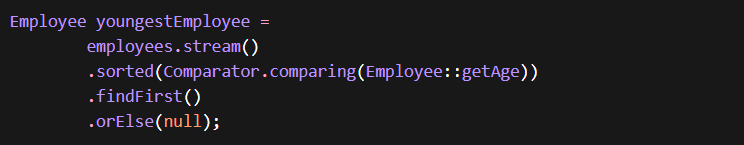 Employee youngestEmployee =
employees.stream()
.sorted(Comparator.comparing(Employee::getAge))
.findFirst()
.orElse(null);